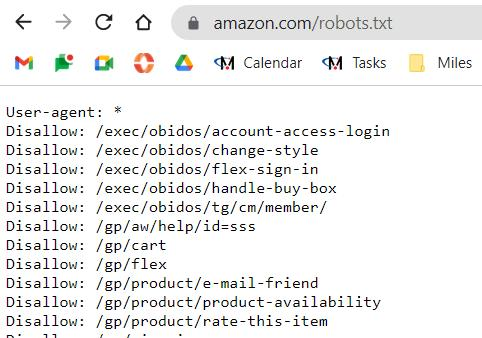 amazon.com/robots.txt
Calendar Tasks Miles
User-agent: *
Disallow: /exec/obidos/account-access-login
Disallow: /exec/obidos/change-style
Disallow: /exec/obidos/flex-sign-in
Disallow: /exec/obidos/handle-buy-box
Disallow: /exec/obidos/tg/cm/member/
Disallow: /gp/aw/help/id=sss
Disallow: /gp/cart
Disallow: /gp/flex
Disallow: /gp/product/e-mail-friend
Disallow: /gp/product/product-availability
Disallow: /gp/product/rate-this-item